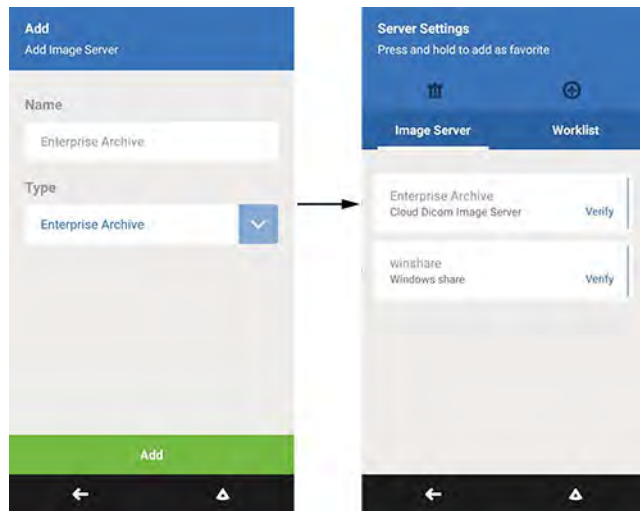 Add
Add Image Server
Name
Enterprise Archive
Type
Enterprise Archive
Add
Server Settings
Press and hold to add as favorite
Image Server
Worklist
Enterprise Archive
Cloud Dicom Image Server
Verify
winshare
Windows share
Verify